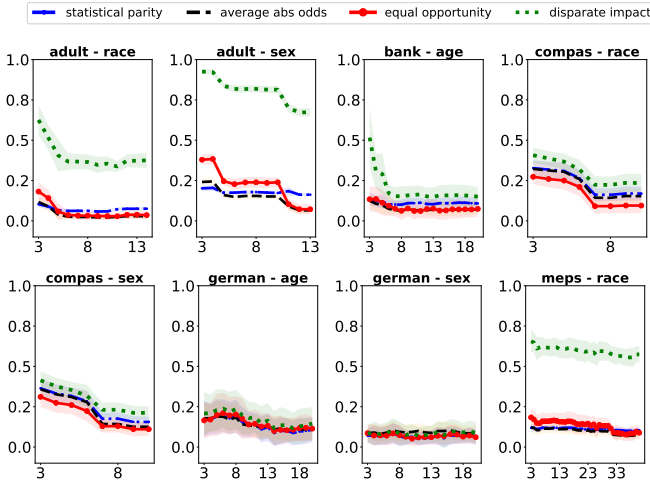 statistical parity average abs odds equal opportunity disparate impact
adult - race adult - sex bank - age compas - race
1.0 1.0 1.0 1.0
0.8 0.8 0.8 0.8
0.5 0.5 0.5 0.5
0.2 0.2 0.2 0.2
0.0 0.0 0.0 0.0
3 8 3 8 13 3 8 13 18 3 8
compas - sex german - age german - sex meps - race
1.0 1.0 1.0 1.0
0.8 0.8 0.8 0.8
0.5 0.5 0.5 0.5
0.2 0.2 0.2 0.2
0.0 0.0 0.0 0.0
3 8 3 8 13 18 3 8 13 18 3 13 23 33